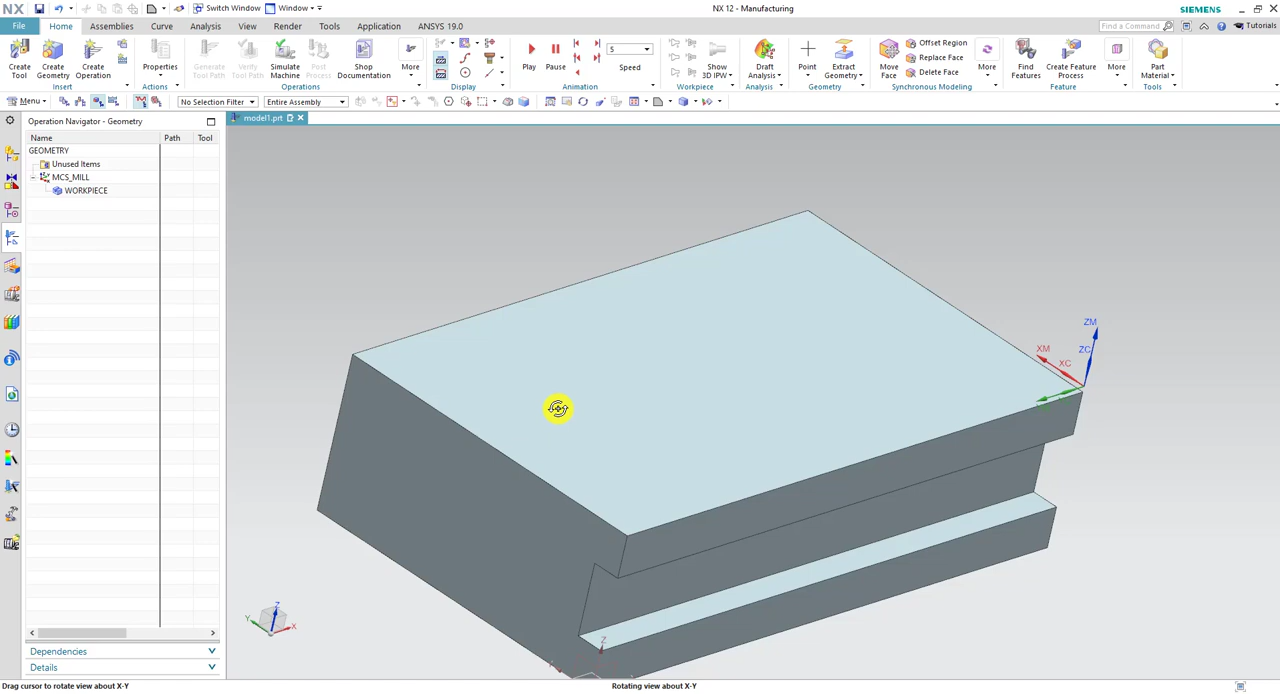 NX
Switch Window
Window
NX 12 - Manufacturing
SIEMENS
File
Home
Assemblies
Curve
Analysis
View
Render
Tools
Application
ANSYS 19.0
Find a Command
Tutorials
Create Tool
Create Geometry
Create Operation
Properties
Generate Tool Path
Verify Tool Path
Simulate Machine
Post Process
Shop Documentation
More
Play
Pause
5
Speed
Show 3D IPW
Draft Analysis
Point
Extract Geometry
Move Face
Offset Region
Replace Face
Delete Face
More
Find Features
Create Feature Process
More
Part Material
Insert
Actions
Operations
Display
Animation
Workpiece
Analysis
Geometry
Synchronous Modeling
Feature
Tools
Menu
No Selection Filter
Entire Assembly
Operation Navigator - Geometry
model1.prt
Name
Path
Tool
GEOMETRY
Unused Items
MCS_MILL
WORKPIECE
ZM
ZC
XM
XC
Z
Y
X
Z
Dependencies
Details
Drag cursor to rotate view about X-Y
Rotating view about X-Y